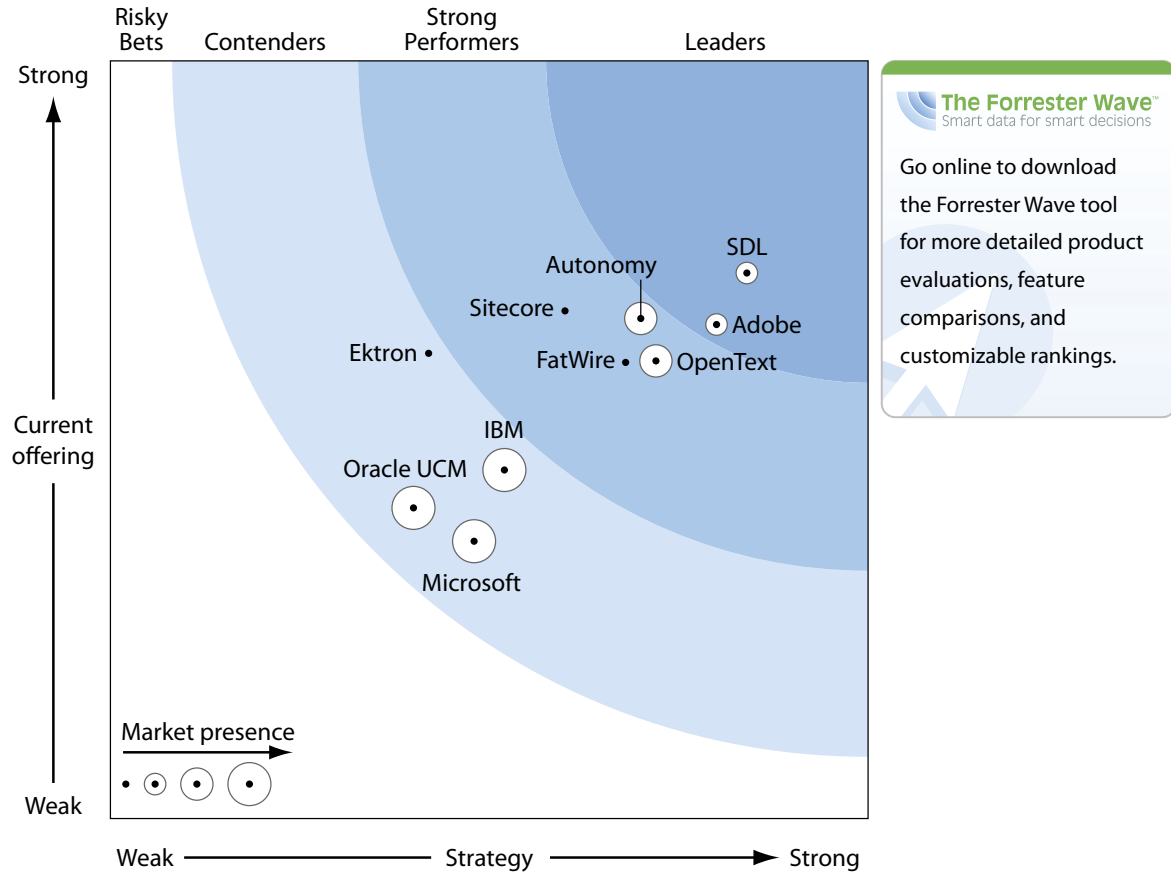 Risky
Bets
Contenders
Strong
Performers
Leaders
Strong
Current
offering
Weak
SDL
Autonomy
Sitecore
Adobe
Ektron
FatWire
OpenText
IBM
Oracle UCM
Microsoft
Market presence
Weak
Strategy
Strong
The Forrester Wave™
Smart data for smart decisions
Go online to download
the Forrester Wave tool
for more detailed product
evaluations, feature
comparisons, and
customizable rankings.